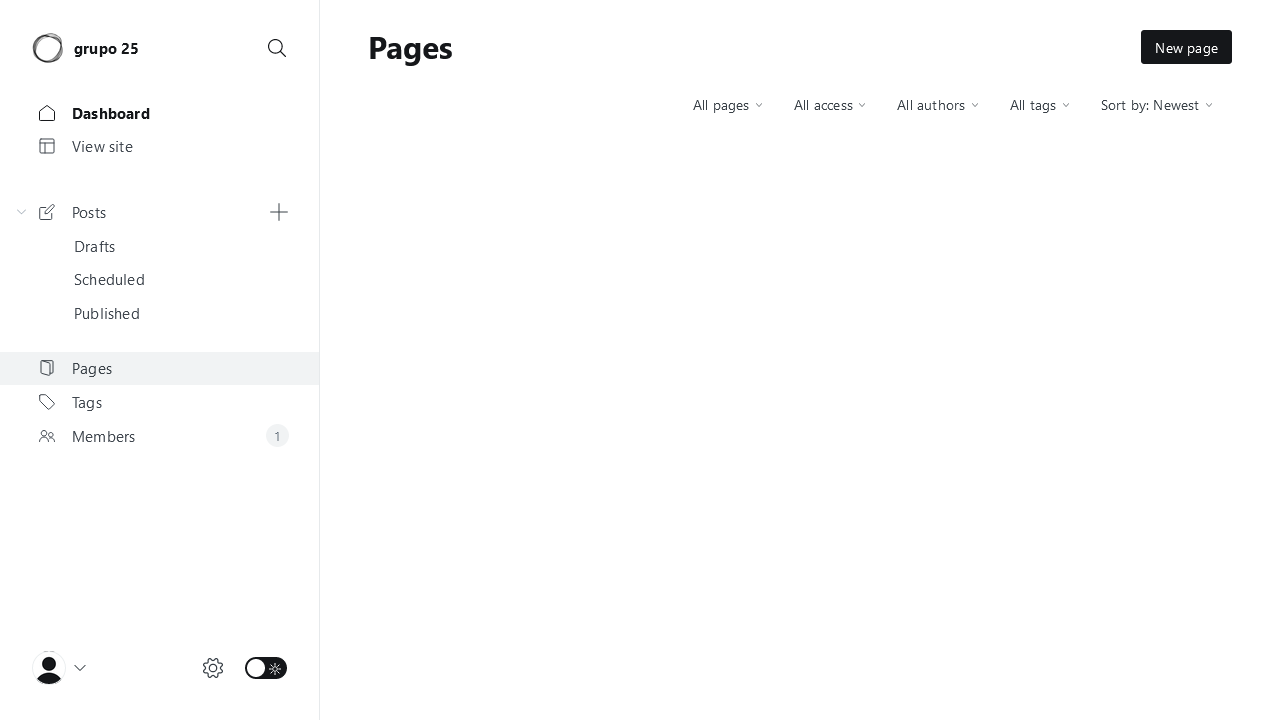 grupo 25
Dashboard
View site
Posts
Drafts
Scheduled
Published
Pages
Tags
Members
1
Pages
New page
All pages
All access
All authors
All tags
Sort by: Newest